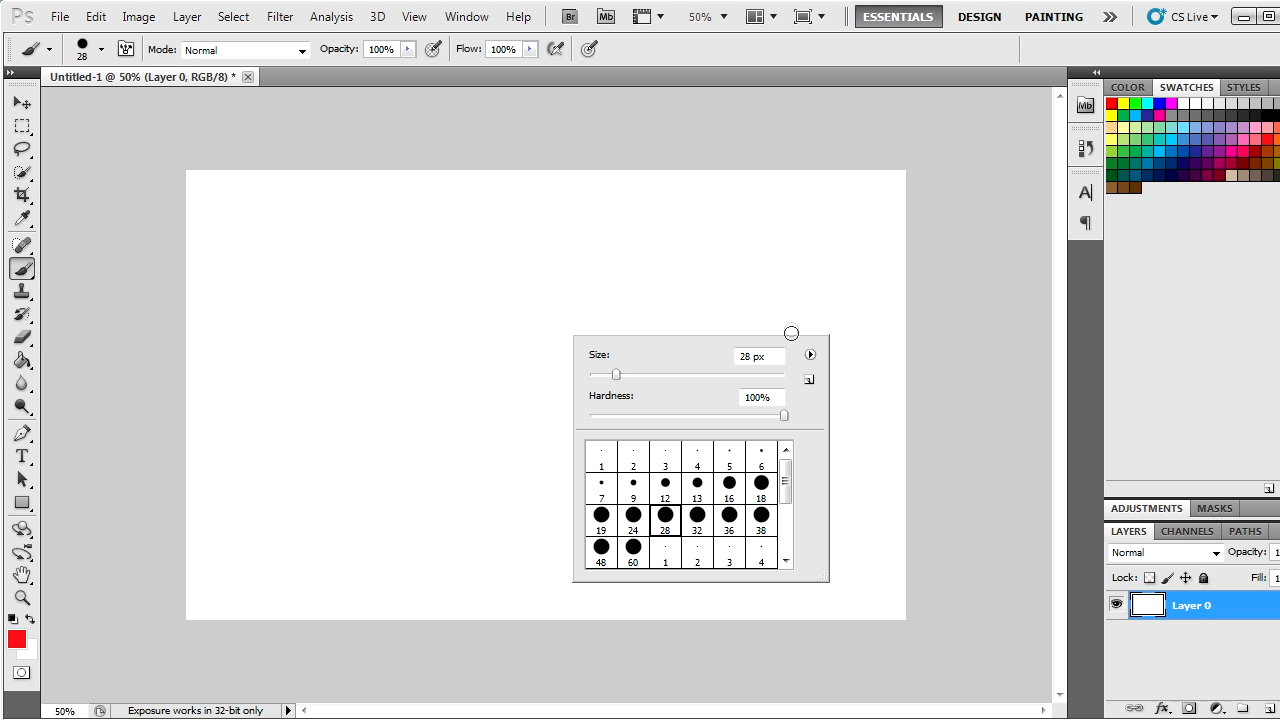 Ps File Edit Image Layer Select Filter Analysis 3D View Window Help Br Mb 50% ESSENTIALS DESIGN PAINTING CS Live
28 Mode: Normal Opacity: 100% Flow: 100%
Untitled-1 @ 50% (Layer 0, RGB/8) *
COLOR SWATCHES STYLES
Mb
A
T
Size: 28 px
Hardness: 100%
1 2 3 4 5 6
7 9 12 13 16 18
19 24 28 32 36 38
48 60 1 2 3 4
ADJUSTMENTS MASKS
LAYERS CHANNELS PATHS
Normal Opacity: 1
Lock: Fill: 1
Layer 0
fx
50% Exposure works in 32-bit only